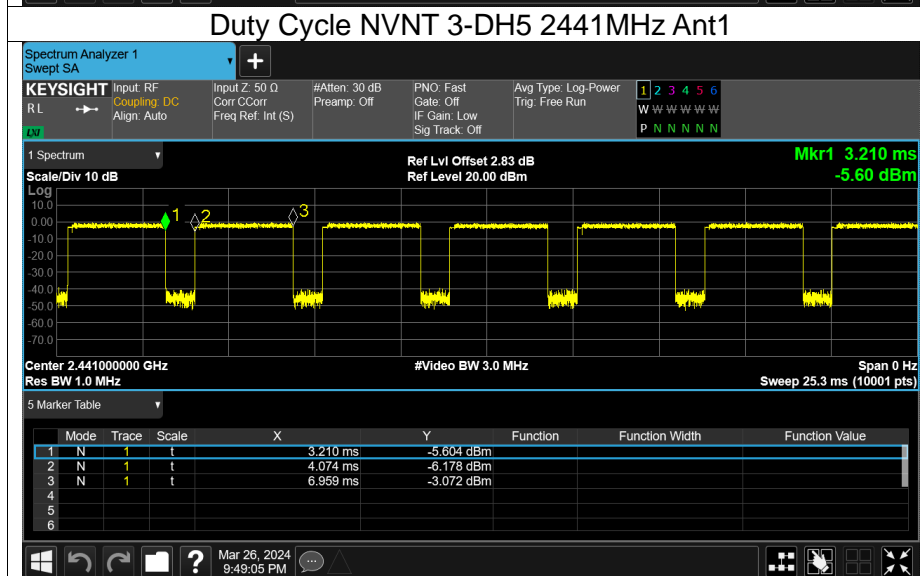 Duty Cycle NVNT 3-DH5 2441MHz Ant1
Spectrum Analyzer 1
Swept SA
+
KEYSIGHT Input: RF Input Z: 50 Ω #Atten: 30 dB PNO: Fast Avg Type: Log-Power 1 2 3 4 5 6
RL Coupling: DC Corr CCorr Preamp: Off Gate: Off Trig: Free Run W W W W W W
Align: Auto Freq Ref: Int (S) IF Gain: Low
LXI Sig Track: Off P N N N N N
1 Spectrum Ref Lvl Offset 2.83 dB Mkr1 3.210 ms
Scale/Div 10 dB Ref Level 20.00 dBm -5.60 dBm
Log
10.0
0.00
-10.0
-20.0
-30.0
-40.0
-50.0
-60.0
-70.0
1 2 3
Center 2.441000000 GHz #Video BW 3.0 MHz Span 0 Hz
Res BW 1.0 MHz Sweep 25.3 ms (10001 pts)
5 Marker Table
Mode Trace Scale X Y Function Function Width Function Value
1 N 1 t 3.210 ms -5.604 dBm
2 N 1 t 4.074 ms -6.178 dBm
3 N 1 t 6.959 ms -3.072 dBm
4
5
6
? Mar 26, 2024
9:49:05 PM